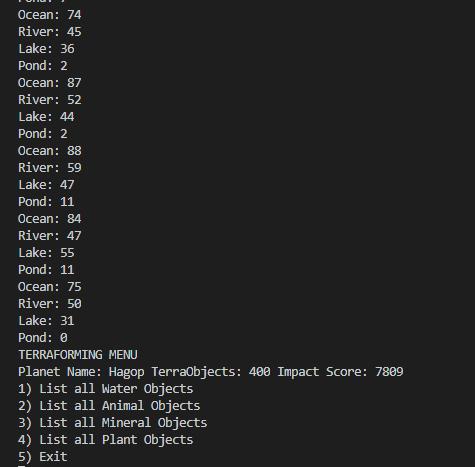 Ocean: 74
River: 45
Lake: 36
Pond: 2
Ocean: 87
River: 52
Lake: 44
Pond: 2
Ocean: 88
River: 59
Lake: 47
Pond: 11
Ocean: 84
River: 47
Lake: 55
Pond: 11
Ocean: 75
River: 50
Lake: 31
Pond: 0
TERRAFORMING MENU
Planet Name: Hagop TerraObjects: 400 Impact Score: 7809
1) List all Water Objects
2) List all Animal Objects
3) List all Mineral Objects
4) List all Plant Objects
5) Exit